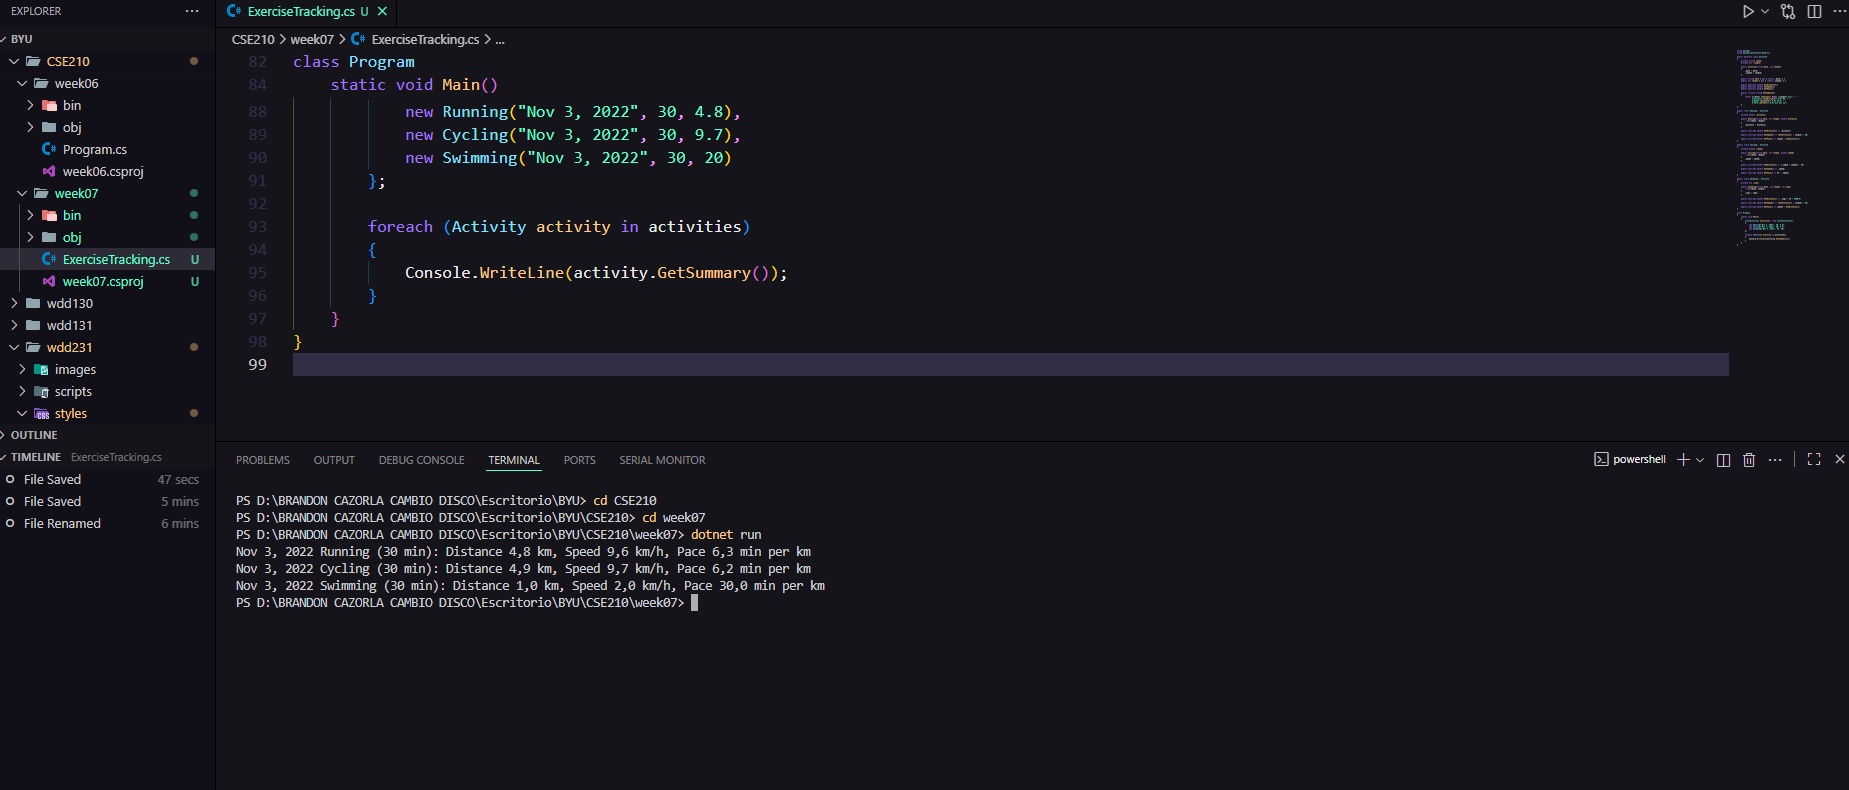 EXPLORER
BYU
CSE210
week06
bin
obj
Program.cs
week06.csproj
week07
bin
obj
ExerciseTracking.cs U
week07.csproj U
wdd130
wdd131
wdd231
images
scripts
styles
OUTLINE
TIMELINE ExerciseTracking.cs
File Saved 47 secs
File Saved 5 mins
File Renamed 6 mins
ExerciseTracking.cs U
CSE210 > week07 > ExerciseTracking.cs > ...
82 class Program
84 static void Main()
88 new Running("Nov 3, 2022", 30, 4.8),
89 new Cycling("Nov 3, 2022", 30, 9.7),
90 new Swimming("Nov 3, 2022", 30, 20)
91 };
92
93 foreach (Activity activity in activities)
94 {
95 Console.WriteLine(activity.GetSummary());
96 }
97 }
98 }
99
PROBLEMS OUTPUT DEBUG CONSOLE TERMINAL PORTS SERIAL MONITOR
powershell
PS D:\BRANDON CAZORLA CAMBIO DISCO\Escritorio\BYU> cd CSE210
PS D:\BRANDON CAZORLA CAMBIO DISCO\Escritorio\BYU\CSE210> cd week07
PS D:\BRANDON CAZORLA CAMBIO DISCO\Escritorio\BYU\CSE210\week07> dotnet run
Nov 3, 2022 Running (30 min): Distance 4,8 km, Speed 9,6 km/h, Pace 6,3 min per km
Nov 3, 2022 Cycling (30 min): Distance 4,9 km, Speed 9,7 km/h, Pace 6,2 min per km
Nov 3, 2022 Swimming (30 min): Distance 1,0 km, Speed 2,0 km/h, Pace 30,0 min per km
PS D:\BRANDON CAZORLA CAMBIO DISCO\Escritorio\BYU\CSE210\week07>